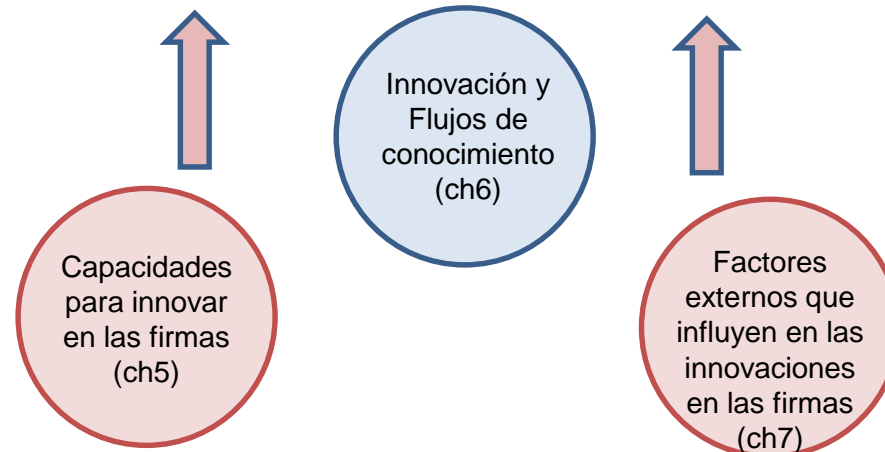 Innovación y
Flujos de
conocimiento
(ch6)
Capacidades
para innovar
en las firmas
(ch5)
Factores
externos que
influyen en las
innovaciones
en las firmas
(ch7)